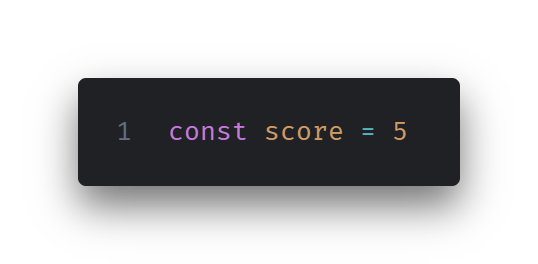 1 const score = 5